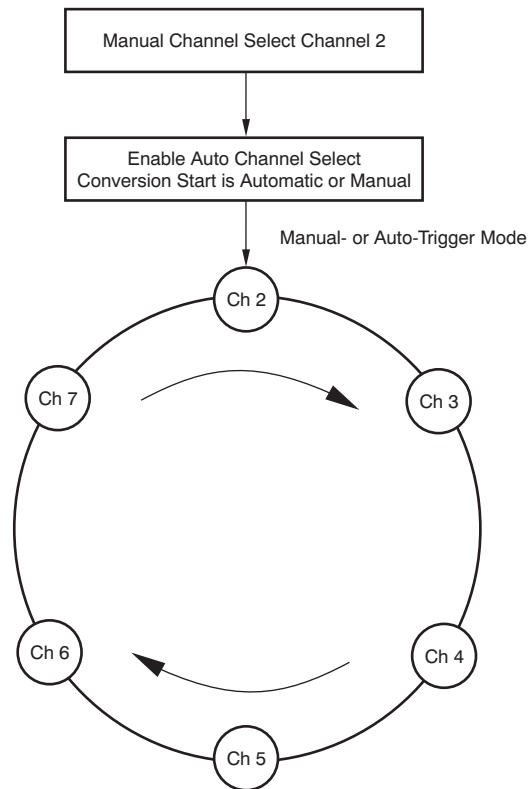 Manual Channel Select Channel 2
Enable Auto Channel Select
Conversion Start is Automatic or Manual
Manual- or Auto-Trigger Mode
Ch 2
Ch 7
Ch 3
Ch 6
Ch 4
Ch 5